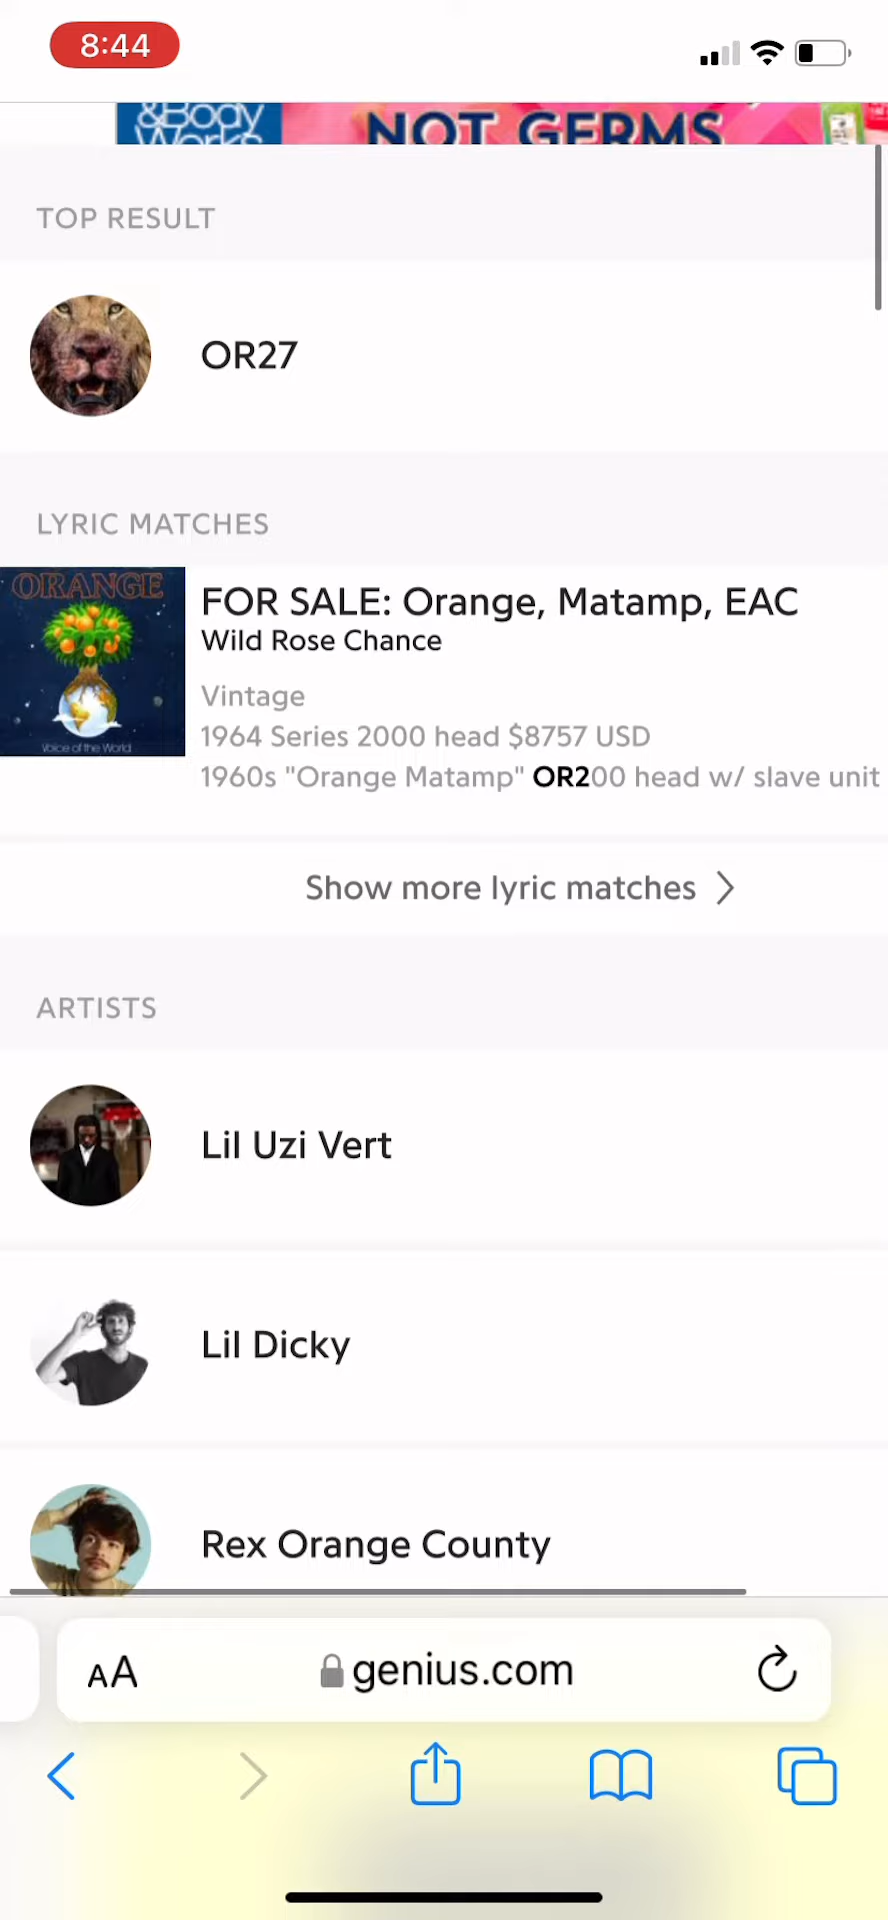 8:44
&Body
Works
NOT GERMS
TOP RESULT
OR27
LYRIC MATCHES
ORANGE
Voice of the World
FOR SALE: Orange, Matamp, EAC
Wild Rose Chance
Vintage
1964 Series 2000 head $8757 USD
1960s "Orange Matamp" OR200 head w/ slave unit
Show more lyric matches
ARTISTS
Lil Uzi Vert
Lil Dicky
Rex Orange County
AA
genius.com